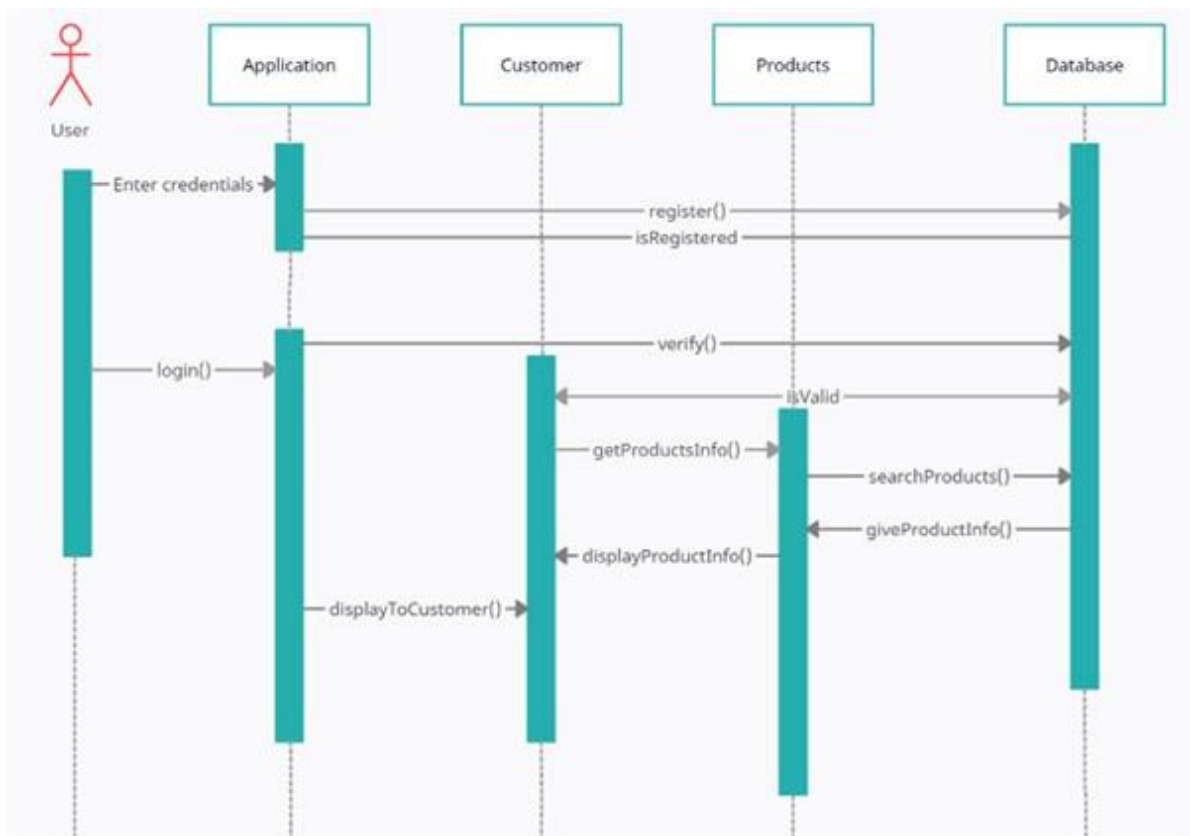 Application
Customer
Products
Database
User
Enter credentials
register()
isRegistered
verify()
login()
isValid
getProductsInfo()
searchProducts()
giveProductInfo()
displayProductInfo()
displayToCustomer()